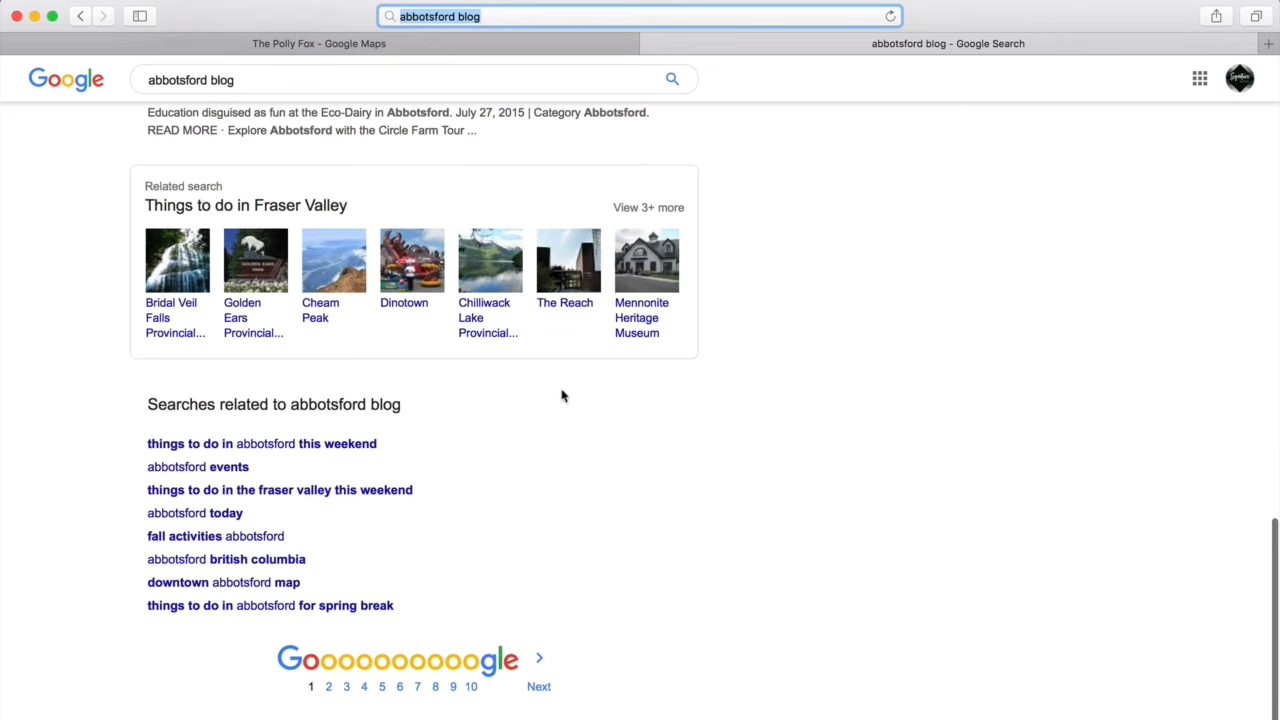 abbotsford blog
The Polly Fox - Google Maps
abbotsford blog - Google Search
Google
abbotsford blog
Education disguised as fun at the Eco-Dairy in Abbotsford. July 27, 2015 | Category Abbotsford.
READ MORE · Explore Abbotsford with the Circle Farm Tour ...
Related search
Things to do in Fraser Valley
View 3+ more
GOLDEN EARS
PARK
Bridal Veil
Falls
Provincial...
Golden
Ears
Provincial...
Cheam
Peak
Dinotown
Chilliwack
Lake
Provincial...
The Reach
Mennonite
Heritage
Museum
Searches related to abbotsford blog
things to do in abbotsford this weekend
abbotsford events
things to do in the fraser valley this weekend
abbotsford today
fall activities abbotsford
abbotsford british columbia
downtown abbotsford map
things to do in abbotsford for spring break
Goooooooooogle
1 2 3 4 5 6 7 8 9 10 Next